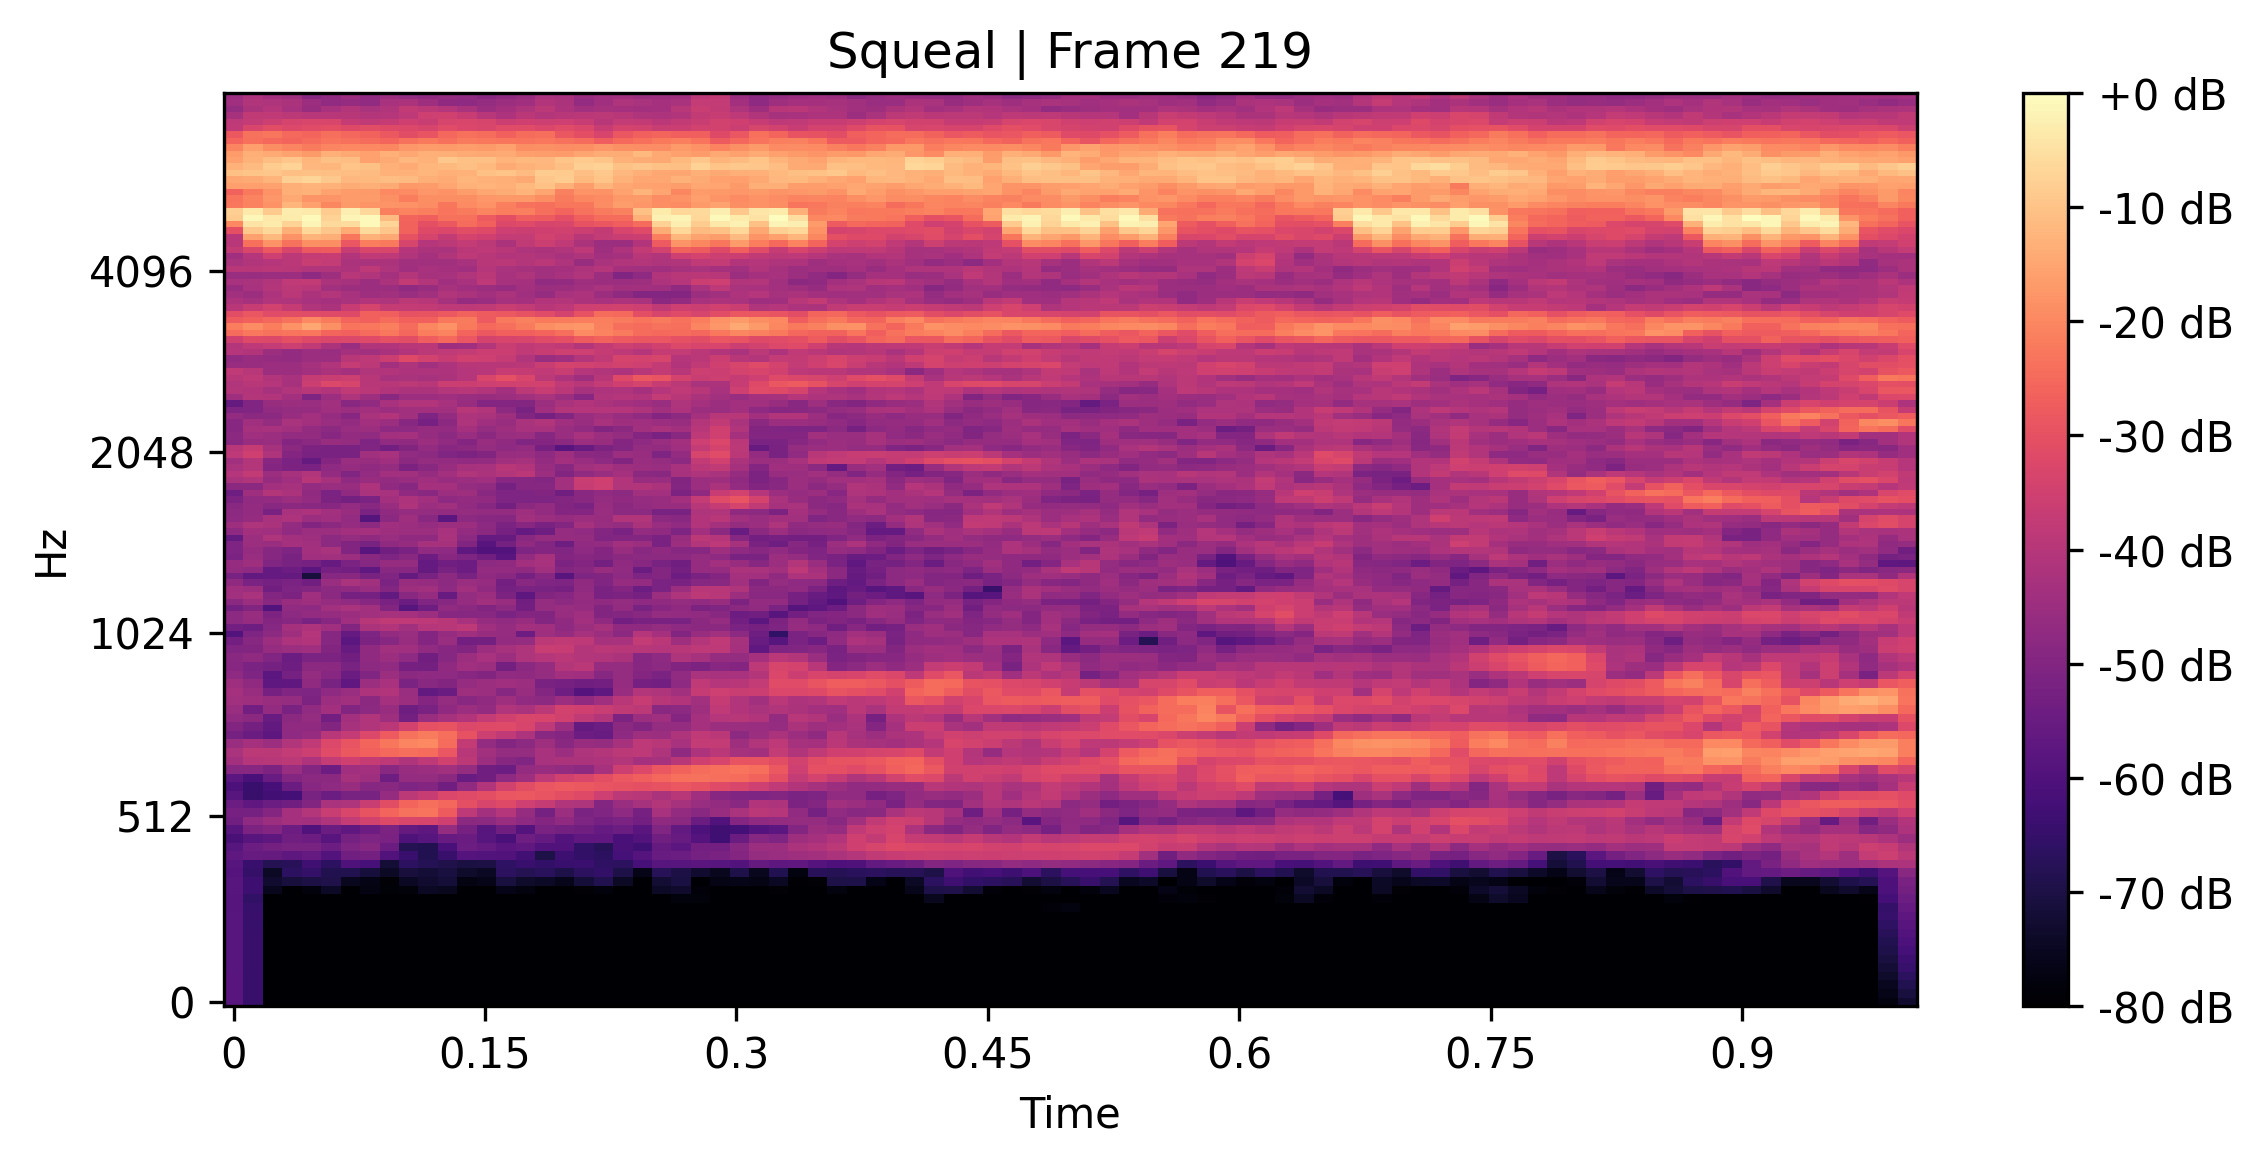 Squeal | Frame 219
+0 dB
-10 dB
-20 dB
-30 dB
-40 dB
-50 dB
-60 dB
-70 dB
-80 dB
Hz
4096
2048
1024
512
0
0 0.15 0.3 0.45 0.6 0.75 0.9
Time